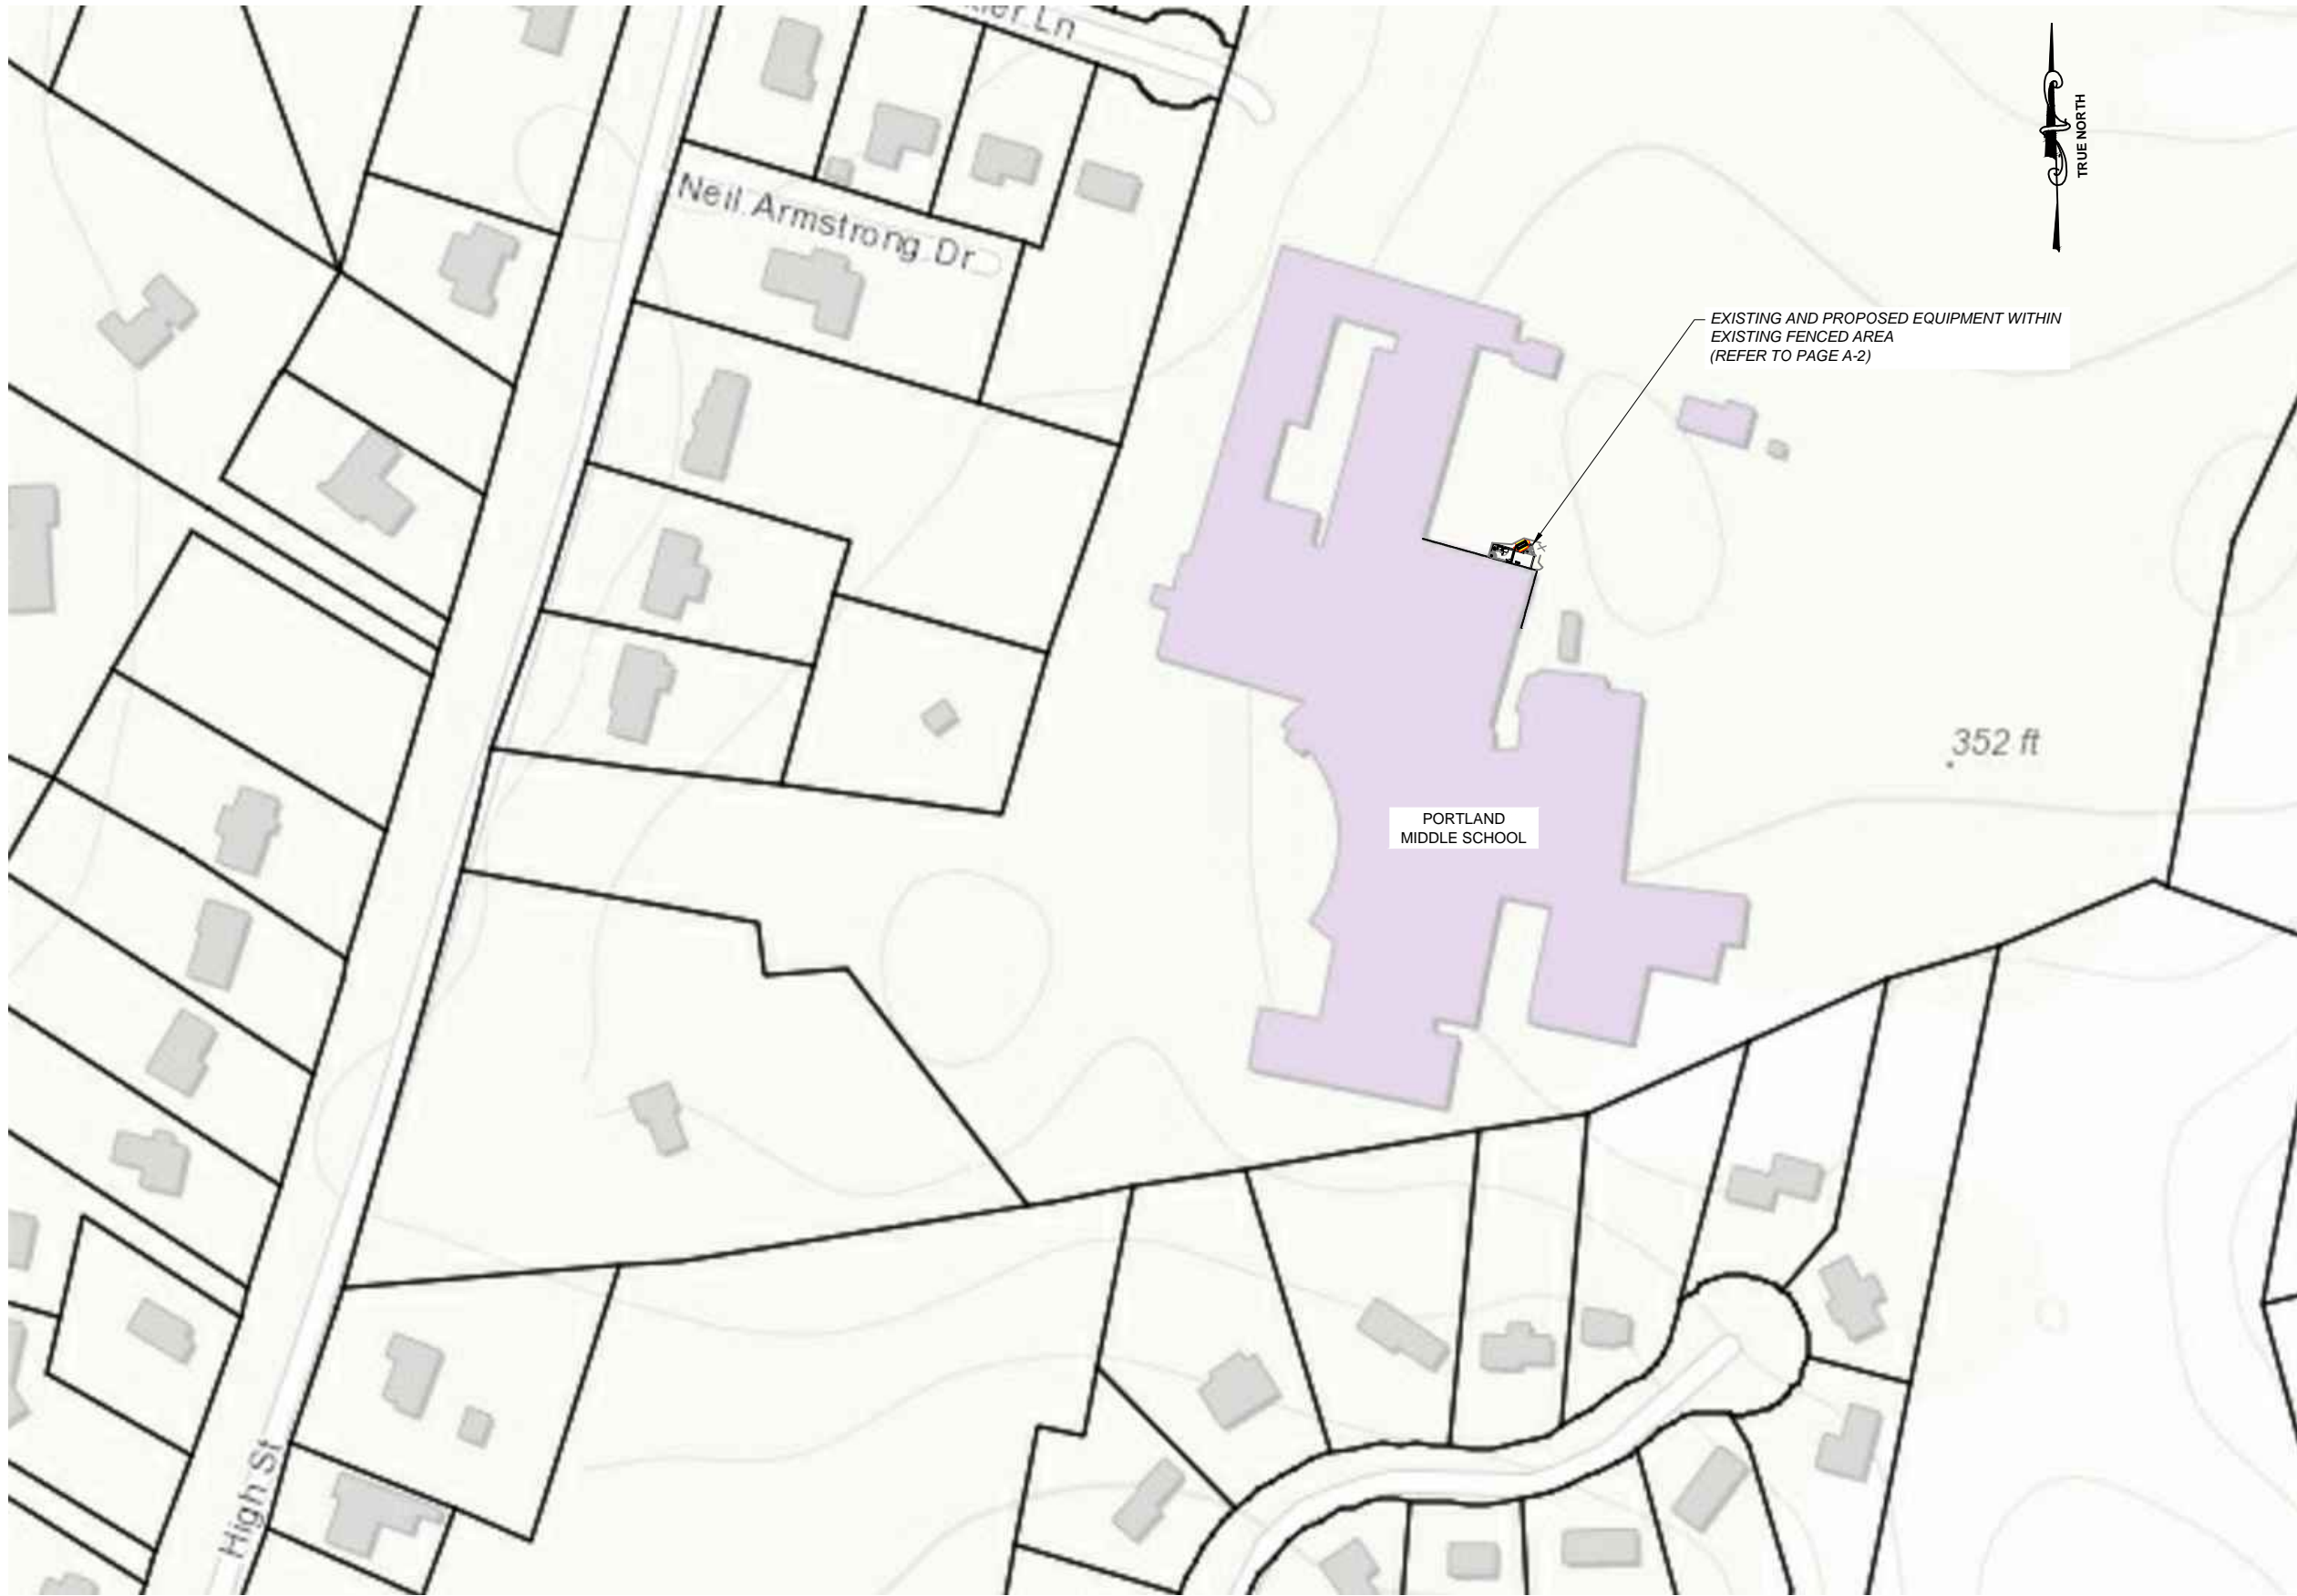 Ln
TRUE NORTH
Neil Armstrong Dr
EXISTING AND PROPOSED EQUIPMENT WITHIN
EXISTING FENCED AREA
(REFER TO PAGE A-2)
352 ft
PORTLAND
MIDDLE SCHOOL
High St